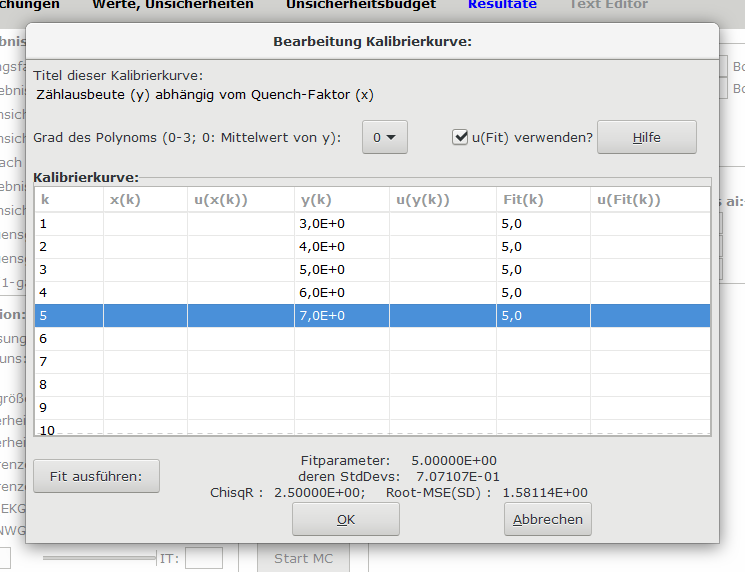 chungen Werte, Unsicherheiten Unsicherheitsbudget Resultate Text Editor
Bearbeitung Kalibrierkurve:
Titel dieser Kalibrierkurve:
Zählausbeute (y) abhängig vom Quench-Faktor (x)
Grad des Polynoms (0-3; 0: Mittelwert von y): 0 u(Fit) verwenden? Hilfe
Kalibrierkurve:
k x(k) u(x(k)) y(k) u(y(k)) Fit(k) u(Fit(k))
1 3,0E+0 5,0
2 4,0E+0 5,0
3 5,0E+0 5,0
4 6,0E+0 5,0
5 7,0E+0 5,0
6
7
8
9
10
Fit ausführen:
Fitparameter: 5.00000E+00
deren StdDevs: 7.07107E-01
ChisqR : 2.50000E+00; Root-MSE(SD) : 1.58114E+00
OK Abbrechen
IT: Start MC